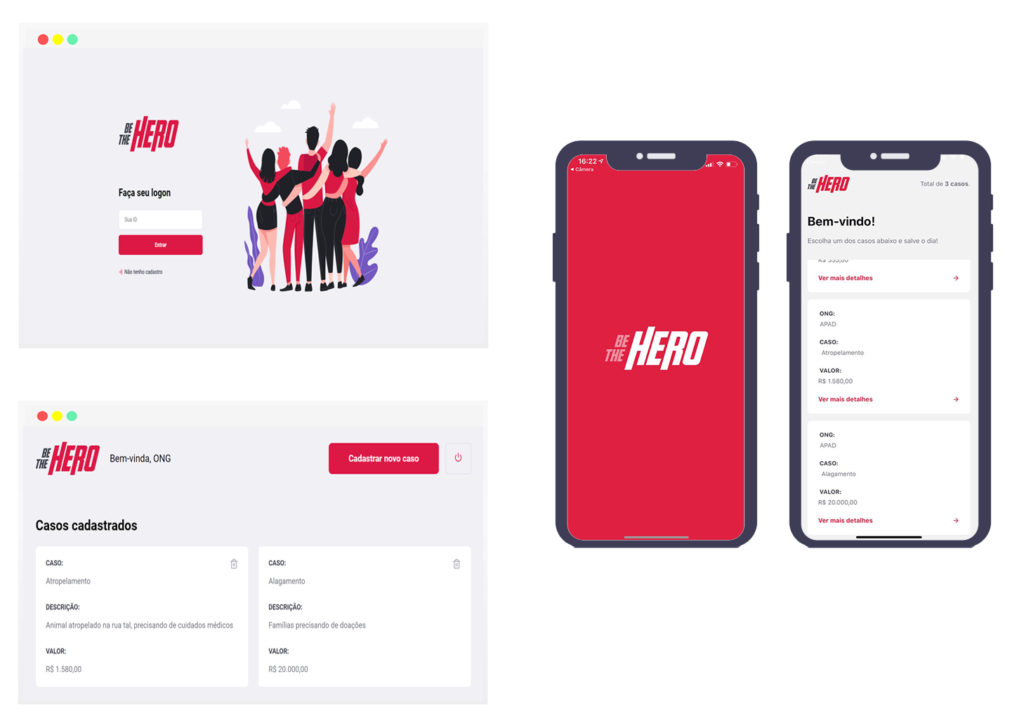 BE THE HERO
Faça seu logon
Sua ID
Entrar
Não tenho cadastro
BE THE HERO
Bem-vinda, ONG
Cadastrar novo caso
Casos cadastrados
CASO:
Atropelamento
DESCRIÇÃO:
Animal atropelado na rua tal, precisando de cuidados médicos
VALOR:
R$ 1.580,00
CASO:
Alagamento
DESCRIÇÃO:
Famílias precisando de doações
VALOR:
R$ 20.000,00
16:22
Câmera
BE THE HERO
BE THE HERO
Total de 3 casos.
Bem-vindo!
Escolha um dos casos abaixo e salve o dia!
Ver mais detalhes
ONG:
APAD
CASO:
Atropelamento
VALOR:
R$ 1.580,00
Ver mais detalhes
ONG:
APAD
CASO:
Alagamento
VALOR:
R$ 20.000,00
Ver mais detalhes